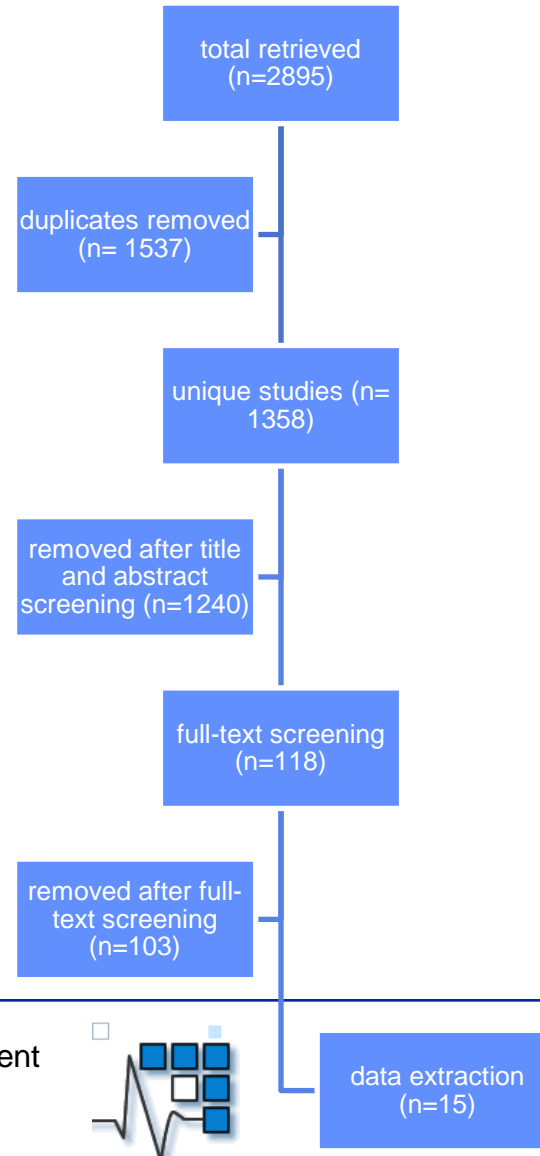 total retrieved
(n=2895)
duplicates removed
(n= 1537)
unique studies (n=
1358)
removed after title
and abstract
screening (n=1240)
full-text screening
(n=118)
removed after full-
text screening
(n=103)
ent
data extraction
(n=15)